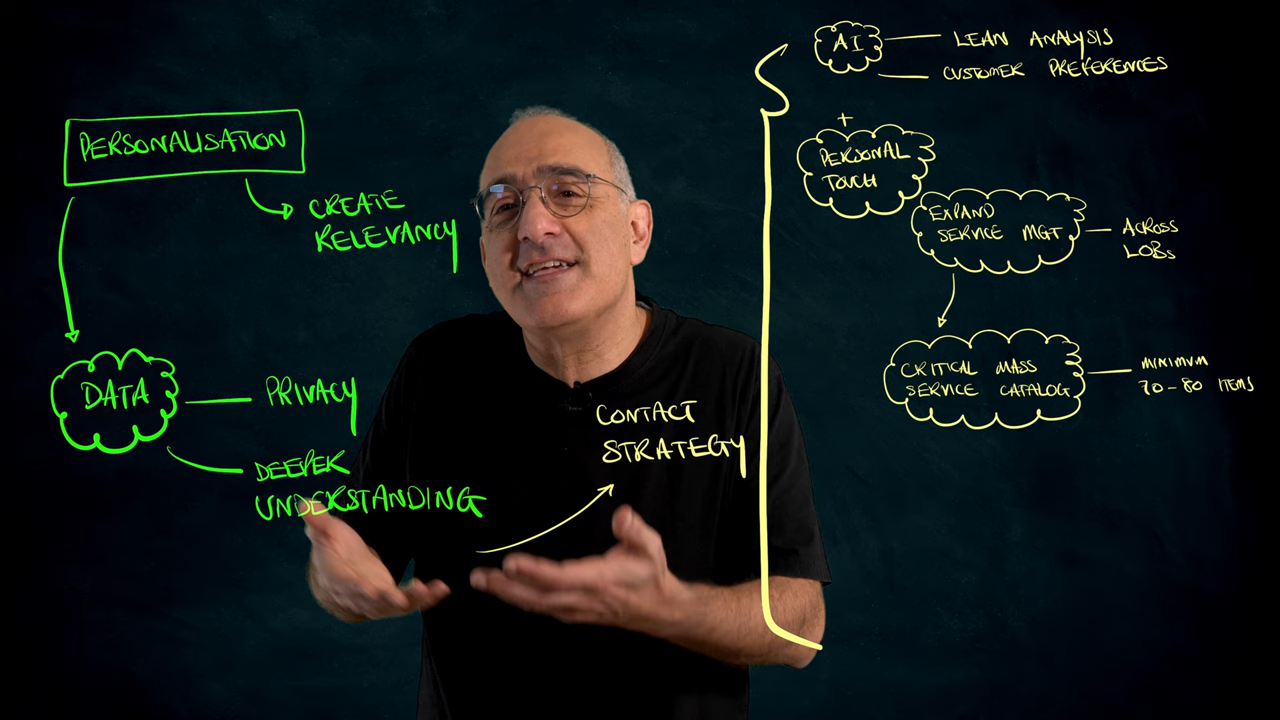 PERSONALISATION
CREATE
RELEVANCY
DATA
PRIVACY
DEEPER
UNDERSTANDING
CONTACT
STRATEGY
AI
LEAN ANALYSIS
CUSTOMER PREFERENCES
+
PERSONAL
TOUCH
EXPAND
SERVICE MGT
ACROSS
LOBs
CRITICAL MASS
SERVICE CATALOG
MINIMUM
70-80 ITEMS